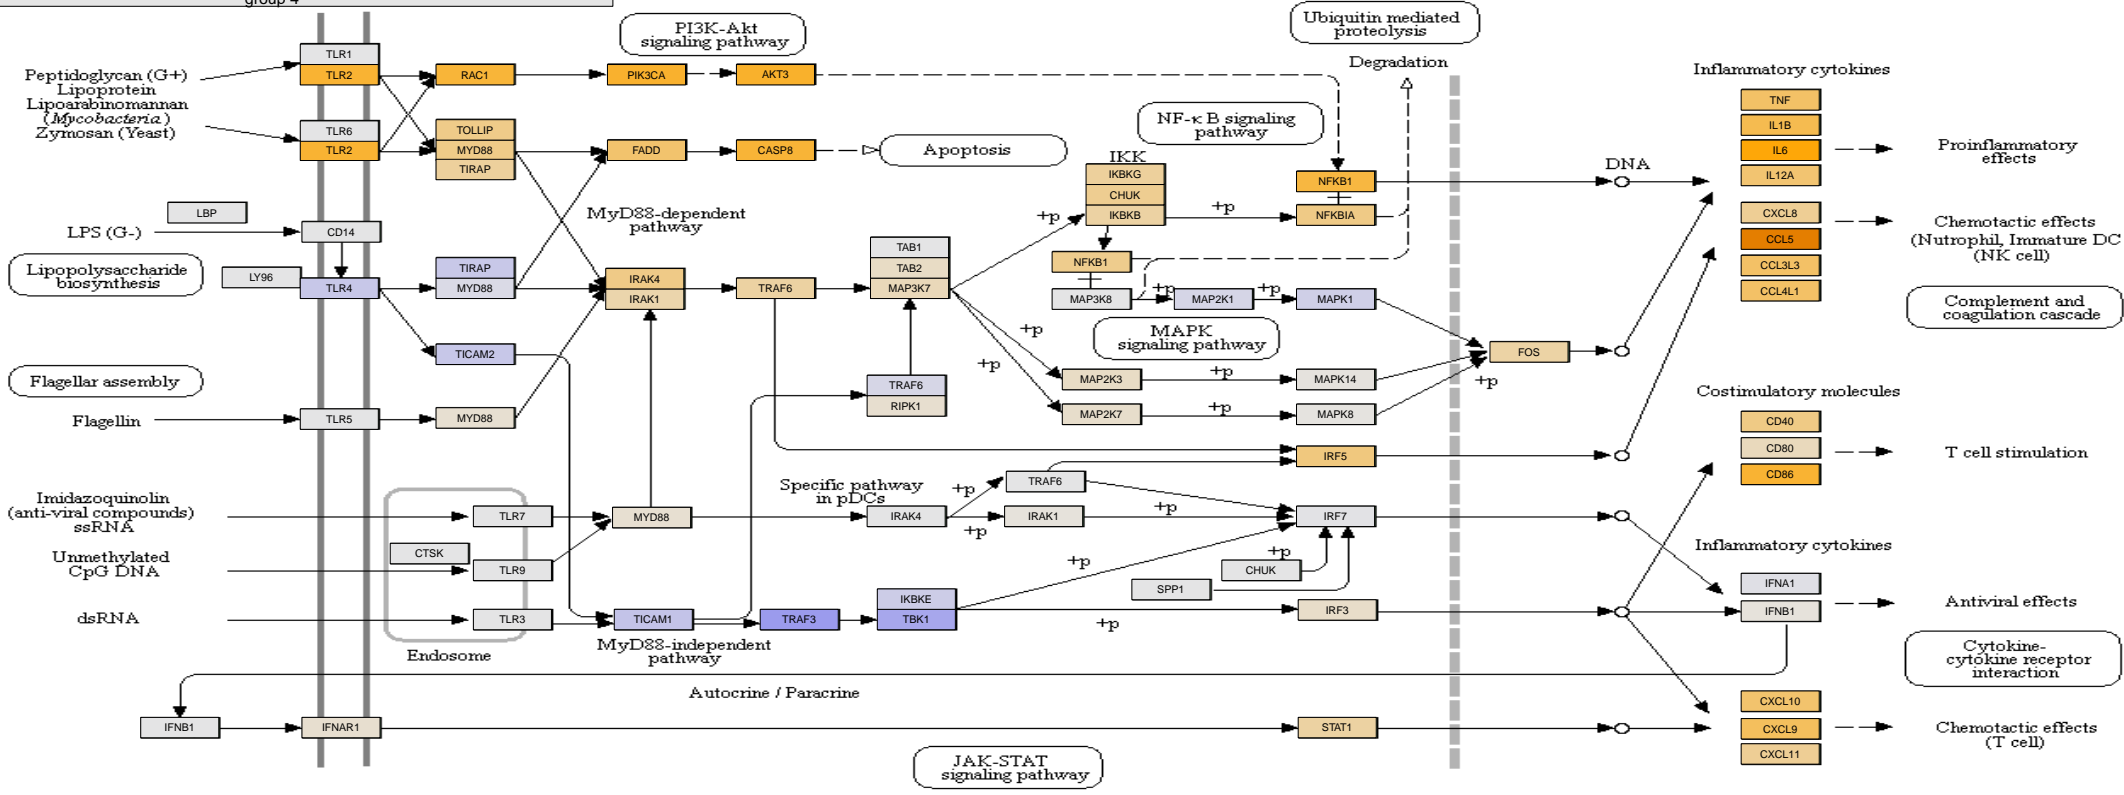 group 4
PI3K-Akt
signaling pathway
Ubiquitin mediated
proteolysis
Degradation
Inflammatory cytokines
Peptidoglycan (G+)
Lipoprotein
Lipoarabinomannan
(Mycobacteria)
Zymosan (Yeast)
TLR1
TLR2
RAC1
PIK3CA
AKT3
TLR6
TLR2
TOLLIP
MYD88
TIRAP
FADD
CASP8
Apoptosis
NF-κ B signaling
pathway
IKK
IKBKG
CHUK
IKBKB
NFKB1
NFKBIA
+p
+p
DNA
TNF
IL1B
IL6
IL12A
Proinflammatory
effects
CXCL8
CCL5
CCL3L3
CCL4L1
Chemotactic effects
(Nutrophil, Immature DC
(NK cell)
LBP
LPS (G-)
CD14
MyD88-dependent
pathway
Lipopolysaccharide
biosynthesis
LY96
TLR4
TIRAP
MYD88
IRAK4
IRAK1
TRAF6
TAB1
TAB2
MAP3K7
NFKB1
MAP3K8
+p
MAP2K1
+p
MAPK1
Complement and
coagulation cascade
TICAM2
MAPK
signaling pathway
+p
+p
FOS
Flagellar assembly
TRAF6
RIPK1
MAP2K3
+p
MAPK14
+p
Flagellin
TLR5
MYD88
MAP2K7
+p
MAPK8
Costimulatory molecules
CD40
CD80
CD86
T cell stimulation
IRF5
Imidazoquinolin
(anti-viral compounds)
ssRNA
TLR7
MYD88
Specific pathway
in pDCs
IRAK4
+p
TRAF6
+p
IRAK1
+p
IRF7
Unmethylated
CpG DNA
CTSK
TLR9
+p
CHUK
+p
SPP1
Inflammatory cytokines
IFNA1
IFNB1
Antiviral effects
dsRNA
TLR3
TICAM1
TRAF3
IKBKE
TBK1
+p
IRF3
Endosome
MyD88-independent
pathway
Cytokine-
cytokine receptor
interaction
Autocrine / Paracrine
IFNB1
IFNAR1
STAT1
CXCL10
CXCL9
CXCL11
Chemotactic effects
(T cell)
JAK-STAT
signaling pathway